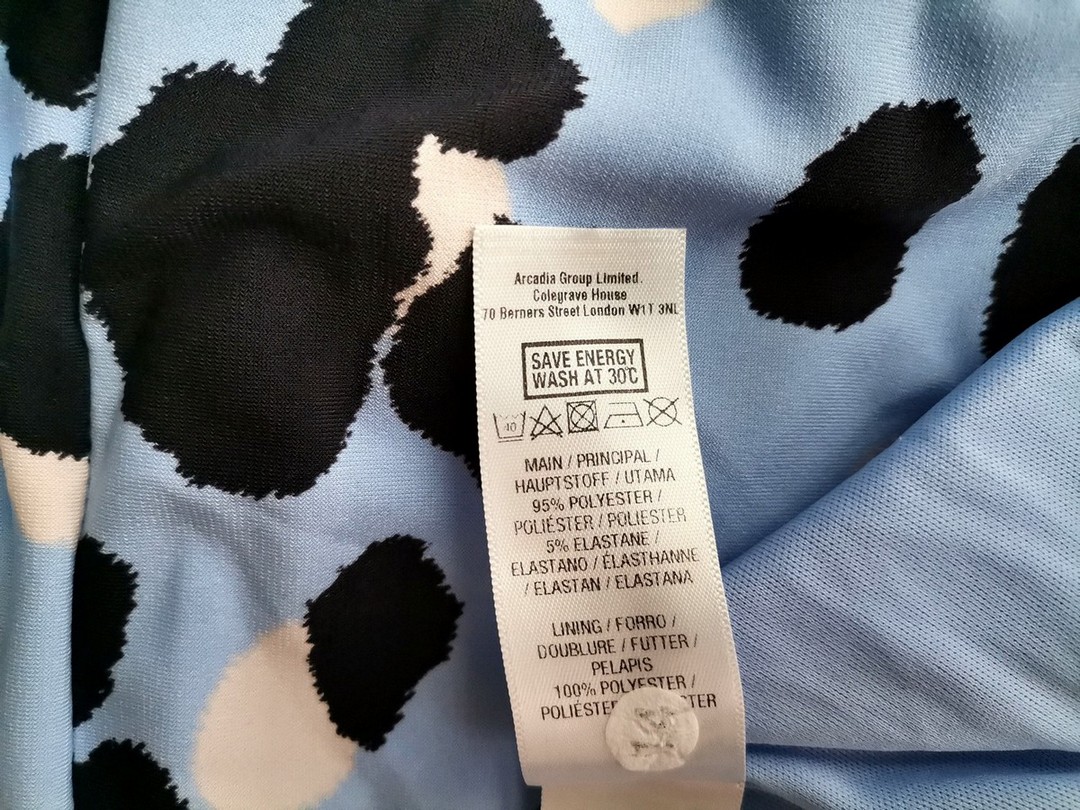 Arcadia Group Limited.
Colegrave House
70 Berners Street London W1T 3NL
SAVE ENERGY
WASH AT 30°C
40
MAIN / PRINCIPAL /
HAUPTSTOFF / UTAMA
95% POLYESTER /
POLIÉSTER / POLIESTER
5% ELASTANE /
ELASTANO / ÉLASTHANNE
/ ELASTAN / ELASTANA
LINING / FORRO /
DOUBLURE / FUTTER /
PELAPIS
100% POLYESTER /